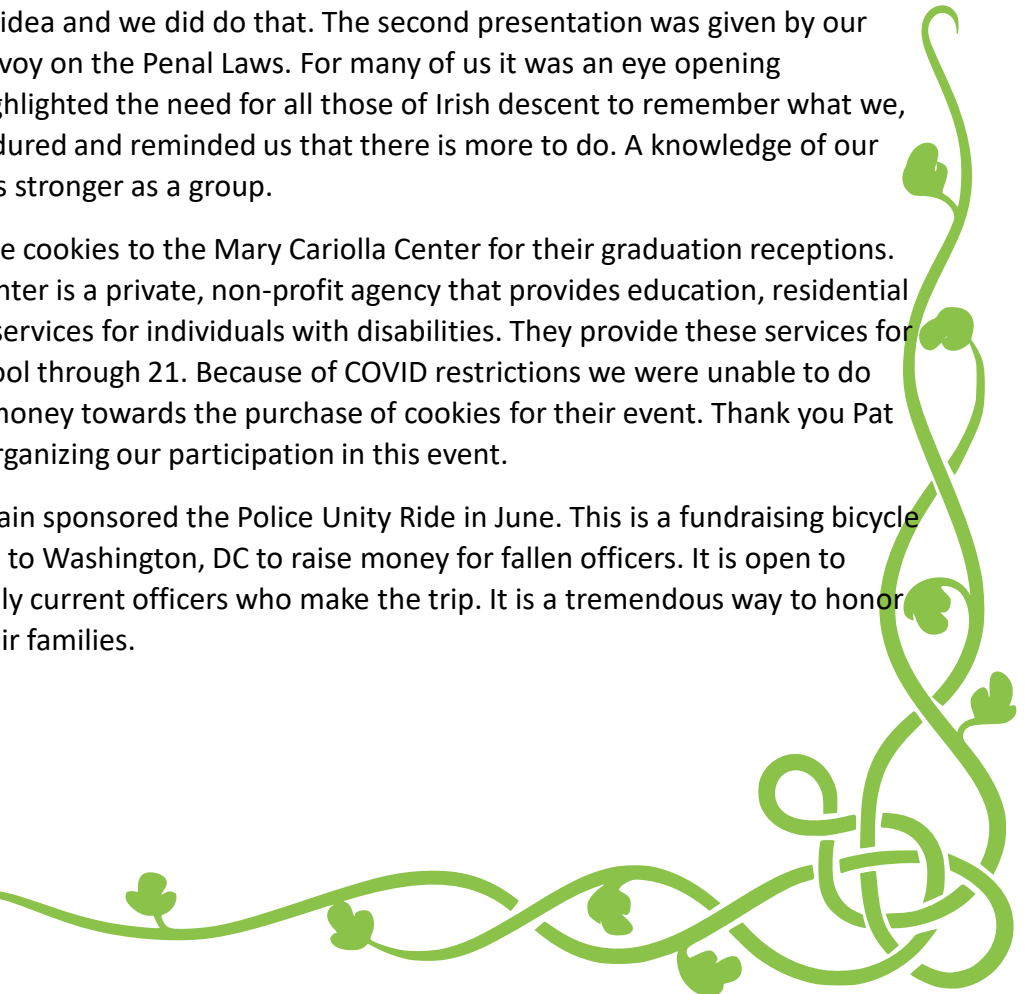 idea and we did do that. The second presentation was given by our
voy on the Penal Laws. For many of us it was an eye opening
ghlighted the need for all those of Irish descent to remember what we,
dured and reminded us that there is more to do. A knowledge of our
s stronger as a group.
e cookies to the Mary Cariolla Center for their graduation receptions.
nter is a private, non-profit agency that provides education, residential
services for individuals with disabilities. They provide these services for
ool through 21. Because of COVID restrictions we were unable to do
money towards the purchase of cookies for their event. Thank you Pat
rganizing our participation in this event.
ain sponsored the Police Unity Ride in June. This is a fundraising bicycle
to Washington, DC to raise money for fallen officers. It is open to
ly current officers who make the trip. It is a tremendous way to honor
ir families.